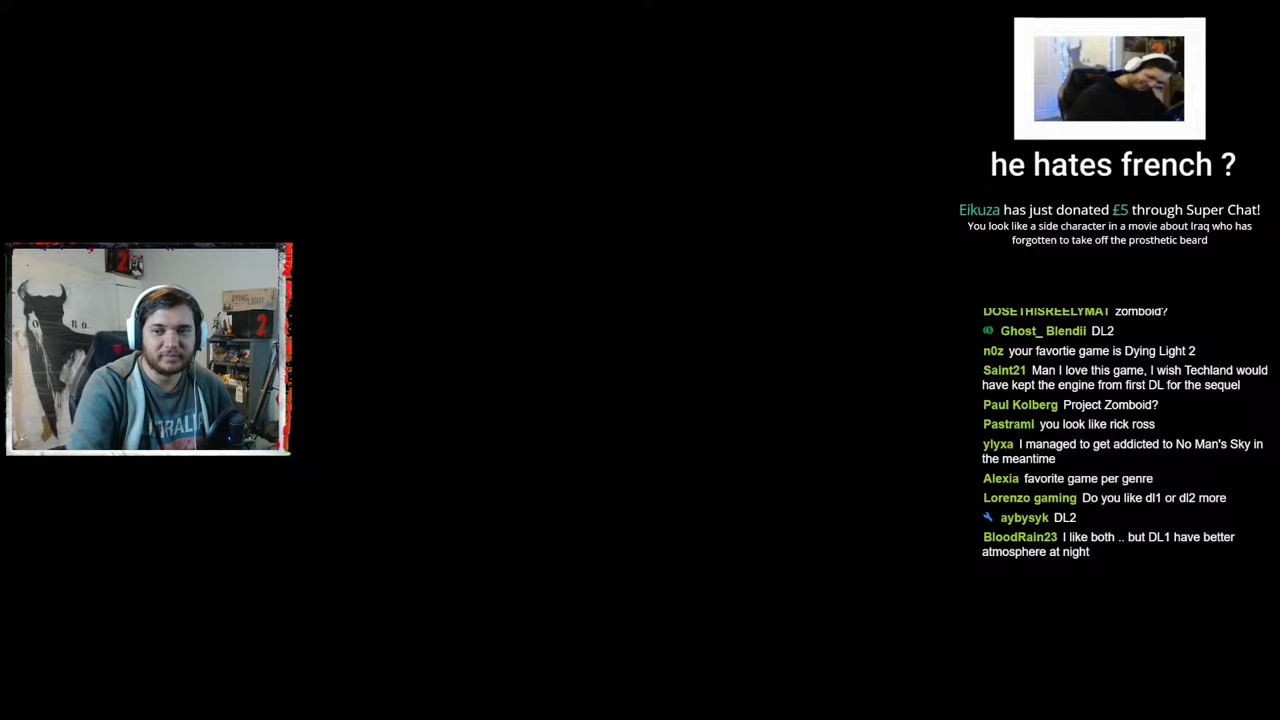 he hates french ?
Eikuza has just donated £5 through Super Chat!
You look like a side character in a movie about Iraq who has
forgotten to take off the prosthetic beard
DOSETHISREELYMAT zomboid?
Ghost_ Blendii DL2
n0z your favortie game is Dying Light 2
Saint21 Man I love this game, I wish Techland would
have kept the engine from first DL for the sequel
Paul Kolberg Project Zomboid?
Pastrami you look like rick ross
ylyxa I managed to get addicted to No Man's Sky in
the meantime
Alexia favorite game per genre
Lorenzo gaming Do you like dl1 or dl2 more
aybysyk DL2
BloodRain23 I like both .. but DL1 have better
atmosphere at night
2
DYING LIGHT
2